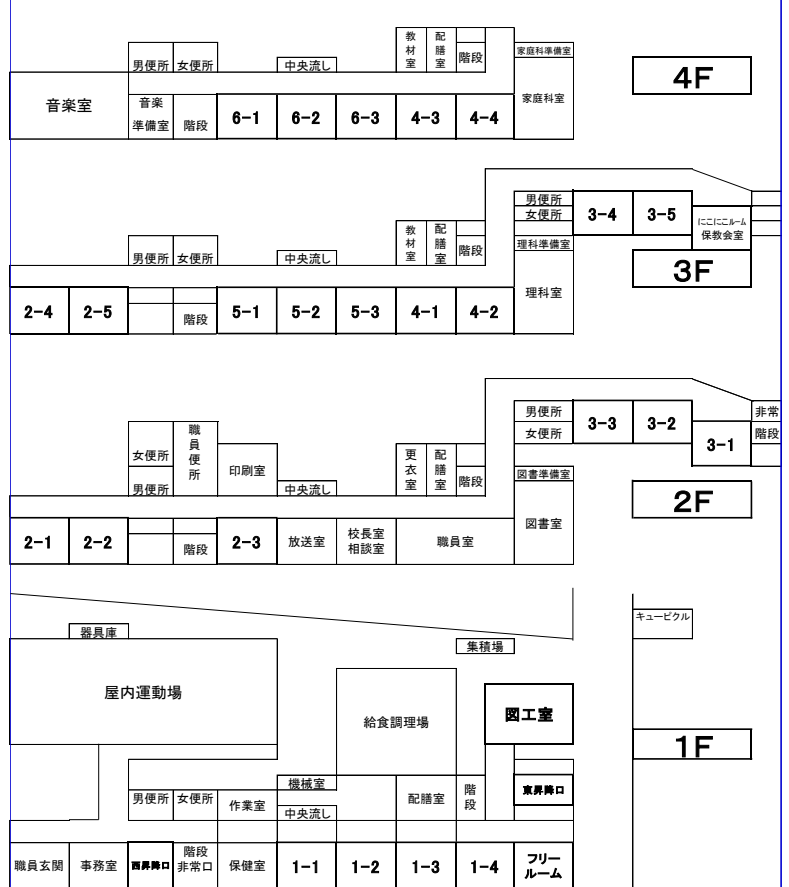 教材室
配膳室
家庭科準備室
男便所
女便所
中央流し
階段
4F
音楽室
音楽
準備室
階段
6-1
6-2
6-3
4-3
4-4
家庭科室
男便所
女便所
3-4
3-5
にこにこルーム
保教会室
教材室
配膳室
理科準備室
男便所
女便所
中央流し
階段
3F
2-4
2-5
階段
5-1
5-2
5-3
4-1
4-2
理科室
男便所
女便所
3-3
3-2
3-1
非常
階段
職員便所
女便所
男便所
印刷室
中央流し
更衣室
配膳室
階段
図書準備室
2F
2-1
2-2
階段
2-3
放送室
校長室
相談室
職員室
図書室
キュービクル
器具庫
集積場
屋内運動場
給食調理場
図工室
1F
機械室
男便所
女便所
作業室
中央流し
配膳室
階段
東昇降口
職員玄関
事務室
西昇降口
階段
非常口
保健室
1-1
1-2
1-3
1-4
フリー
ルーム